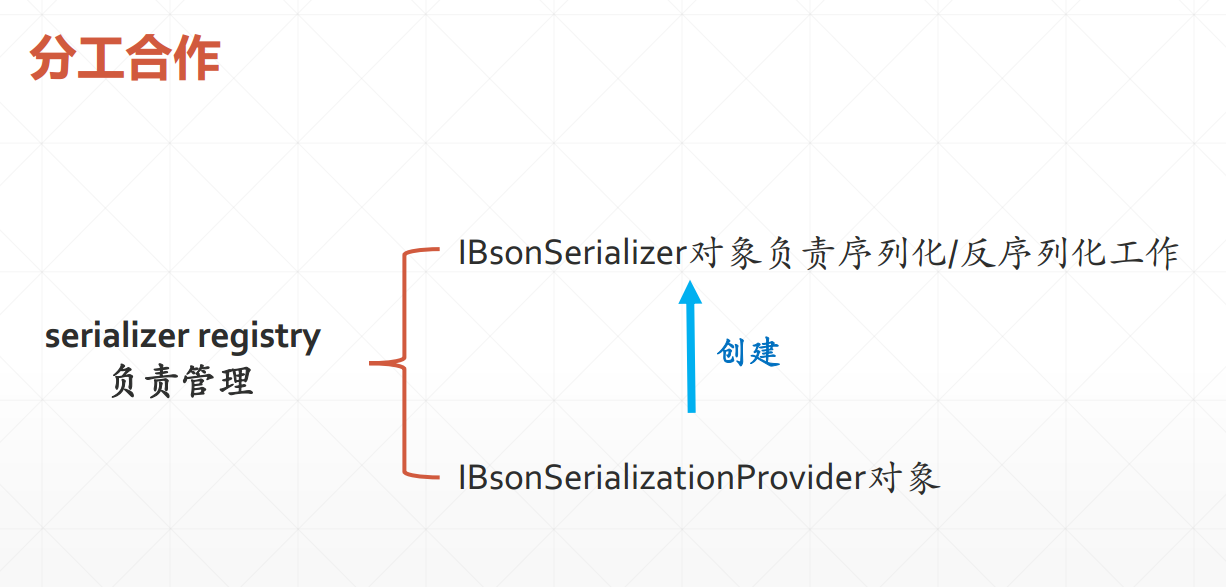 分工合作
IBsonSerializer对象负责序列化/反序列化工作
serializer registry
负责管理
创建
IBsonSerializationProvider对象